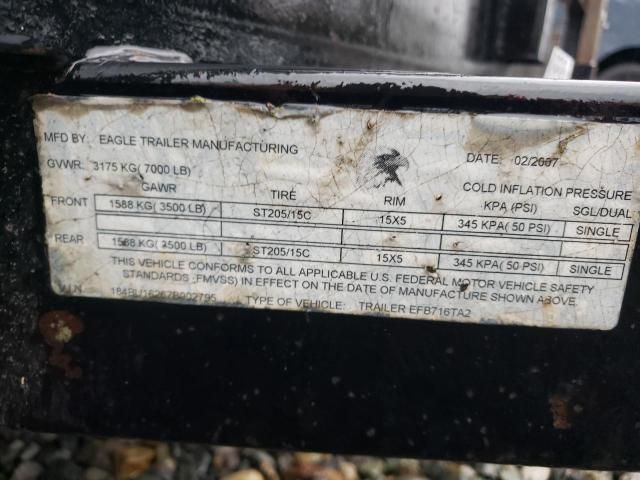 MFD BY: EAGLE TRAILER MANUFACTURING DATE: 02/2007
GVWR: 3175 KG ( 7000 LB)
GAWR TIRE RIM COLD INFLATION PRESSURE
KPA (PSI) SGL/DUAL
FRONT 1588 KG ( 3500 LB) ST205/15C 15X5 345 KPA( 50 PSI) SINGLE
REAR 1588 KG( 3500 LB) ST205/15C 15X5 345 KPA( 50 PSI) SINGLE
THIS VEHICLE CONFORMS TO ALL APPLICABLE U.S. FEDERAL MOTOR VEHICLE SAFETY
STANDARDS (FMVSS) IN EFFECT ON THE DATE OF MANUFACTURE SHOWN ABOVE.
TYPE OF VEHICLE: TRAILER EFB716TA2